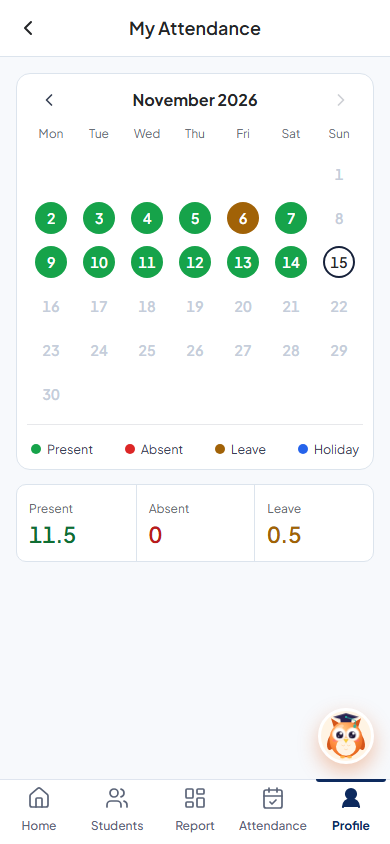 My Attendance
November 2026
Mon Tue Wed Thu Fri Sat Sun
1
2 3 4 5 6 7 8
9 10 11 12 13 14 15
16 17 18 19 20 21 22
23 24 25 26 27 28 29
30
Present Absent Leave Holiday
Present Absent Leave
11.5 0 0.5
Home Students Report Attendance Profile